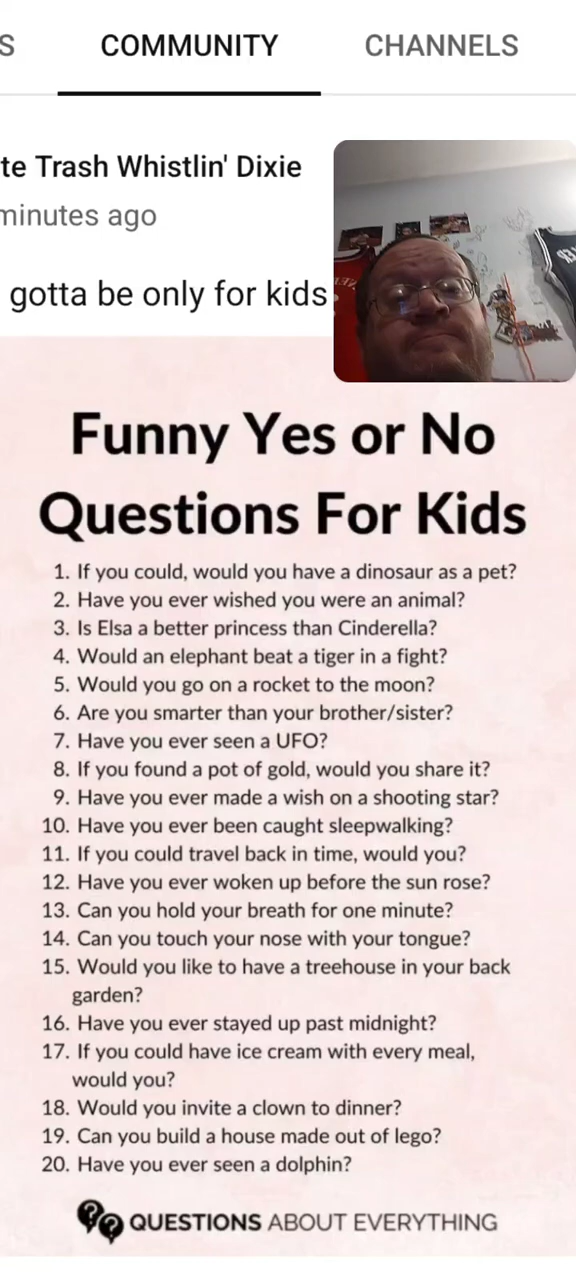 S COMMUNITY CHANNELS
te Trash Whistlin' Dixie
minutes ago
gotta be only for kids
Funny Yes or No
Questions For Kids
1. If you could, would you have a dinosaur as a pet?
2. Have you ever wished you were an animal?
3. Is Elsa a better princess than Cinderella?
4. Would an elephant beat a tiger in a fight?
5. Would you go on a rocket to the moon?
6. Are you smarter than your brother/sister?
7. Have you ever seen a UFO?
8. If you found a pot of gold, would you share it?
9. Have you ever made a wish on a shooting star?
10. Have you ever been caught sleepwalking?
11. If you could travel back in time, would you?
12. Have you ever woken up before the sun rose?
13. Can you hold your breath for one minute?
14. Can you touch your nose with your tongue?
15. Would you like to have a treehouse in your back
garden?
16. Have you ever stayed up past midnight?
17. If you could have ice cream with every meal,
would you?
18. Would you invite a clown to dinner?
19. Can you build a house made out of lego?
20. Have you ever seen a dolphin?
QUESTIONS ABOUT EVERYTHING